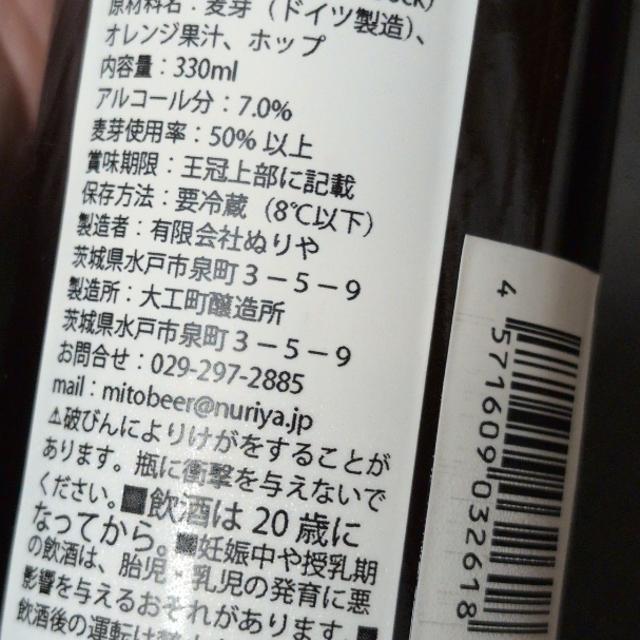 原材料名：麦芽（ドイツ製造）、
オレンジ果汁、ホップ
内容量：330ml
アルコール分：7.0%
麦芽使用率：50% 以上
賞味期限：王冠上部に記載
保存方法：要冷蔵（8℃以下）
製造者：有限会社ぬりや
茨城県水戸市泉町３－５－９
製造所：大工町醸造所
茨城県水戸市泉町３－５－９
お問合せ：029-297-2885
mail：mitobeer@nuriya.jp
⚠破びんによりけがをすることが
あります。瓶に衝撃を与えないで
ください。■飲酒は 20 歳に
なってから。■妊娠中や授乳期
の飲酒は、胎児・乳児の発育に悪
影響を与えるおそれがあります。■
飲酒後の運転は
4 571609 032618